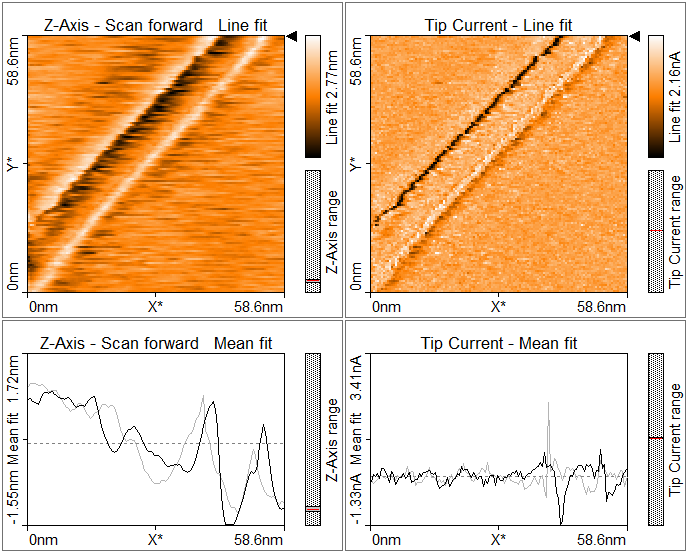 Z-Axis - Scan forward Line fit
58.6nm
Y*
0nm
0nm
X*
58.6nm
Line fit 2.77nm
Z-Axis range
Tip Current - Line fit
58.6nm
Y*
0nm
0nm
X*
58.6nm
Line fit 2.16nA
Tip Current range
Z-Axis - Scan forward Mean fit
-1.55nm Mean fit 1.72nm
0nm
X*
58.6nm
Z-Axis range
Tip Current - Mean fit
-1.33nA Mean fit 3.41nA
0nm
X*
58.6nm
Tip Current range